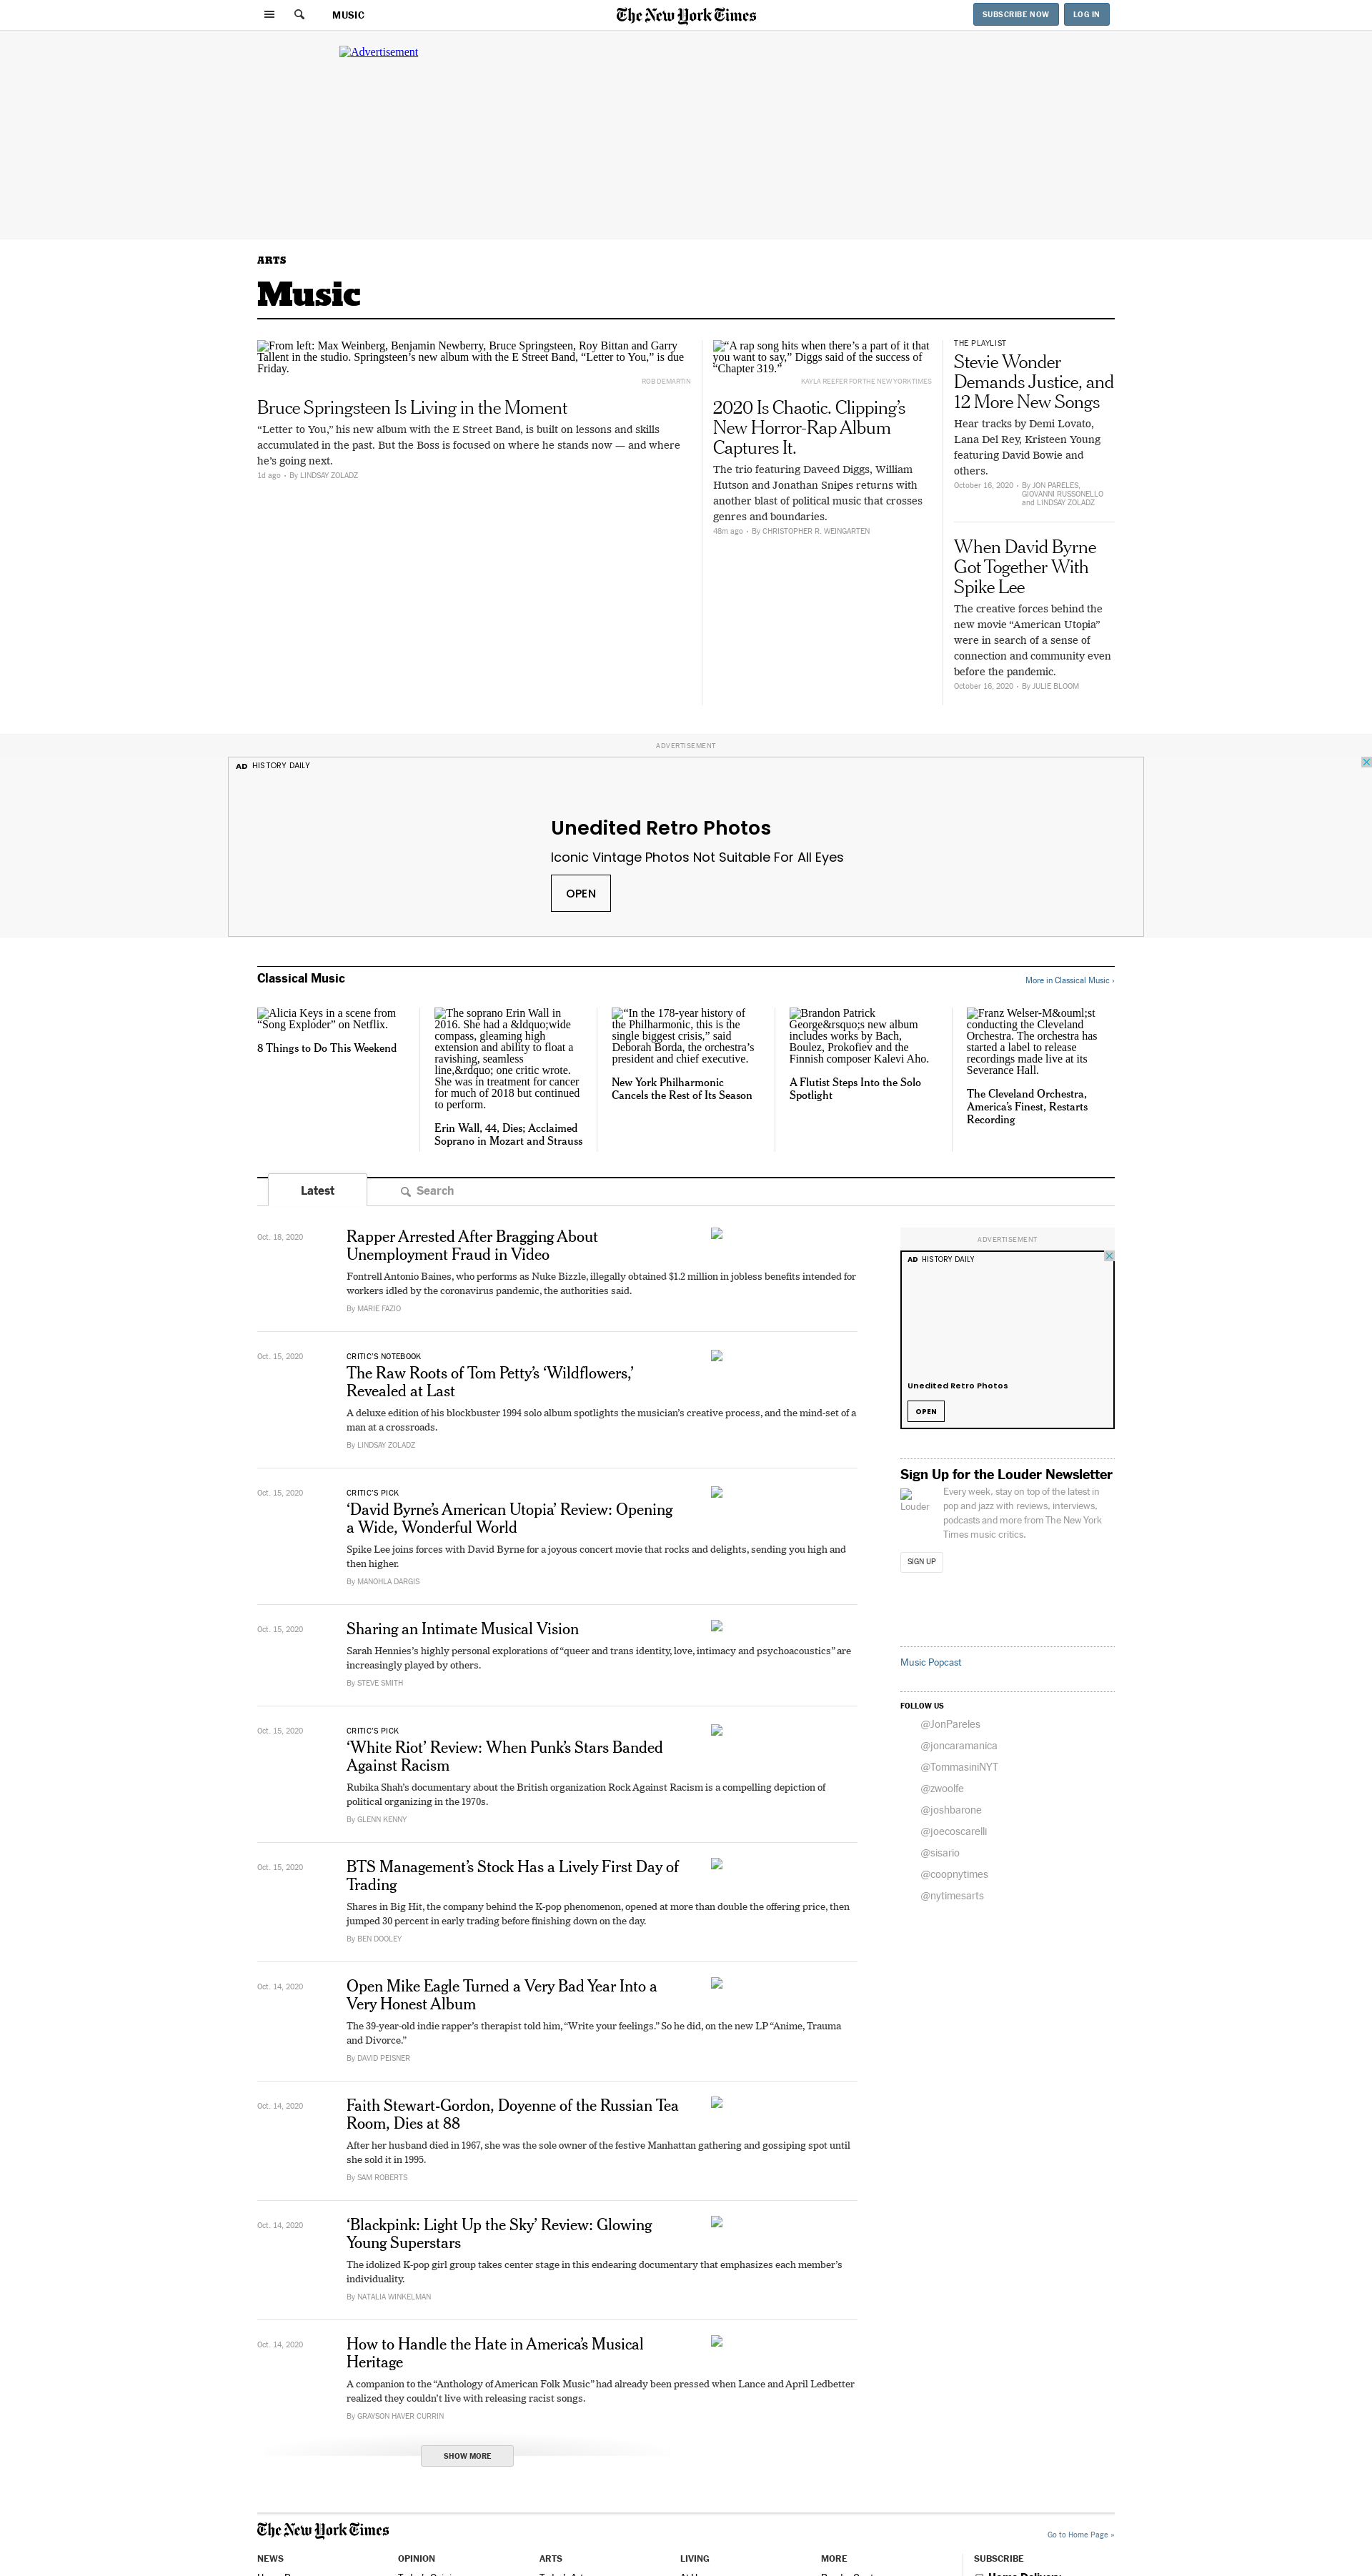 MUSIC
The New York Times
SUBSCRIBE NOW
LOG IN
Advertisement
ARTS
Music
From left: Max Weinberg, Benjamin Newberry, Bruce Springsteen, Roy Bittan and Garry
Tallent in the studio. Springsteen’s new album with the E Street Band, “Letter to You,” is due
Friday.
ROB DEMARTIN
Bruce Springsteen Is Living in the Moment
“Letter to You,” his new album with the E Street Band, is built on lessons and skills
accumulated in the past. But the Boss is focused on where he stands now — and where
he’s going next.
1d ago • By LINDSAY ZOLADZ
“A rap song hits when there’s a part of it that
you want to say,” Diggs said of the success of
“Chapter 319.”
KAYLA REEFER FOR THE NEW YORK TIMES
2020 Is Chaotic. Clipping’s
New Horror-Rap Album
Captures It.
The trio featuring Daveed Diggs, William
Hutson and Jonathan Snipes returns with
another blast of political music that crosses
genres and boundaries.
48m ago • By CHRISTOPHER R. WEINGARTEN
THE PLAYLIST
Stevie Wonder
Demands Justice, and
12 More New Songs
Hear tracks by Demi Lovato,
Lana Del Rey, Kristeen Young
featuring David Bowie and
others.
October 16, 2020 • By JON PARELES,
GIOVANNI RUSSONELLO
and LINDSAY ZOLADZ
When David Byrne
Got Together With
Spike Lee
The creative forces behind the
new movie “American Utopia”
were in search of a sense of
connection and community even
before the pandemic.
October 16, 2020 • By JULIE BLOOM
ADVERTISEMENT
AD HISTORY DAILY
Unedited Retro Photos
Iconic Vintage Photos Not Suitable For All Eyes
OPEN
Classical Music
More in Classical Music ›
Alicia Keys in a scene from
“Song Exploder” on Netflix.
8 Things to Do This Weekend
The soprano Erin Wall in
2016. She had a &ldquo;wide
compass, gleaming high
extension and ability to float a
ravishing, seamless
line,&rdquo; one critic wrote.
She was in treatment for cancer
for much of 2018 but continued
to perform.
Erin Wall, 44, Dies; Acclaimed
Soprano in Mozart and Strauss
“In the 178-year history of
the Philharmonic, this is the
single biggest crisis,” said
Deborah Borda, the orchestra’s
president and chief executive.
New York Philharmonic
Cancels the Rest of Its Season
Brandon Patrick
George&rsquo;s new album
includes works by Bach,
Boulez, Prokofiev and the
Finnish composer Kalevi Aho.
A Flutist Steps Into the Solo
Spotlight
Franz Welser-M&ouml;st
conducting the Cleveland
Orchestra. The orchestra has
started a label to release
recordings made live at its
Severance Hall.
The Cleveland Orchestra,
America’s Finest, Restarts
Recording
Latest
Search
Oct. 18, 2020
Rapper Arrested After Bragging About
Unemployment Fraud in Video
Fontrell Antonio Baines, who performs as Nuke Bizzle, illegally obtained $1.2 million in jobless benefits intended for
workers idled by the coronavirus pandemic, the authorities said.
By MARIE FAZIO
Oct. 15, 2020
CRITIC’S NOTEBOOK
The Raw Roots of Tom Petty’s ‘Wildflowers,’
Revealed at Last
A deluxe edition of his blockbuster 1994 solo album spotlights the musician’s creative process, and the mind-set of a
man at a crossroads.
By LINDSAY ZOLADZ
Oct. 15, 2020
CRITIC’S PICK
‘David Byrne’s American Utopia’ Review: Opening
a Wide, Wonderful World
Spike Lee joins forces with David Byrne for a joyous concert movie that rocks and delights, sending you high and
then higher.
By MANOHLA DARGIS
Oct. 15, 2020
Sharing an Intimate Musical Vision
Sarah Hennies’s highly personal explorations of “queer and trans identity, love, intimacy and psychoacoustics” are
increasingly played by others.
By STEVE SMITH
Oct. 15, 2020
CRITIC’S PICK
‘White Riot’ Review: When Punk’s Stars Banded
Against Racism
Rubika Shah’s documentary about the British organization Rock Against Racism is a compelling depiction of
political organizing in the 1970s.
By GLENN KENNY
Oct. 15, 2020
BTS Management’s Stock Has a Lively First Day of
Trading
Shares in Big Hit, the company behind the K-pop phenomenon, opened at more than double the offering price, then
jumped 30 percent in early trading before finishing down on the day.
By BEN DOOLEY
Oct. 14, 2020
Open Mike Eagle Turned a Very Bad Year Into a
Very Honest Album
The 39-year-old indie rapper’s therapist told him, “Write your feelings.” So he did, on the new LP “Anime, Trauma
and Divorce.”
By DAVID PEISNER
Oct. 14, 2020
Faith Stewart-Gordon, Doyenne of the Russian Tea
Room, Dies at 88
After her husband died in 1967, she was the sole owner of the festive Manhattan gathering and gossiping spot until
she sold it in 1995.
By SAM ROBERTS
Oct. 14, 2020
‘Blackpink: Light Up the Sky’ Review: Glowing
Young Superstars
The idolized K-pop girl group takes center stage in this endearing documentary that emphasizes each member’s
individuality.
By NATALIA WINKELMAN
Oct. 14, 2020
How to Handle the Hate in America’s Musical
Heritage
A companion to the “Anthology of American Folk Music” had already been pressed when Lance and April Ledbetter
realized they couldn’t live with releasing racist songs.
By GRAYSON HAVER CURRIN
SHOW MORE
ADVERTISEMENT
AD HISTORY DAILY
Unedited Retro Photos
OPEN
Sign Up for the Louder Newsletter
Louder
Every week, stay on top of the latest in
pop and jazz with reviews, interviews,
podcasts and more from The New York
Times music critics.
SIGN UP
Music Popcast
FOLLOW US
@JonPareles
@joncaramanica
@TommasiniNYT
@zwoolfe
@joshbarone
@joecoscarelli
@sisario
@coopnytimes
@nytimesarts
The New York Times
Go to Home Page »
NEWS
OPINION
ARTS
LIVING
MORE
SUBSCRIBE